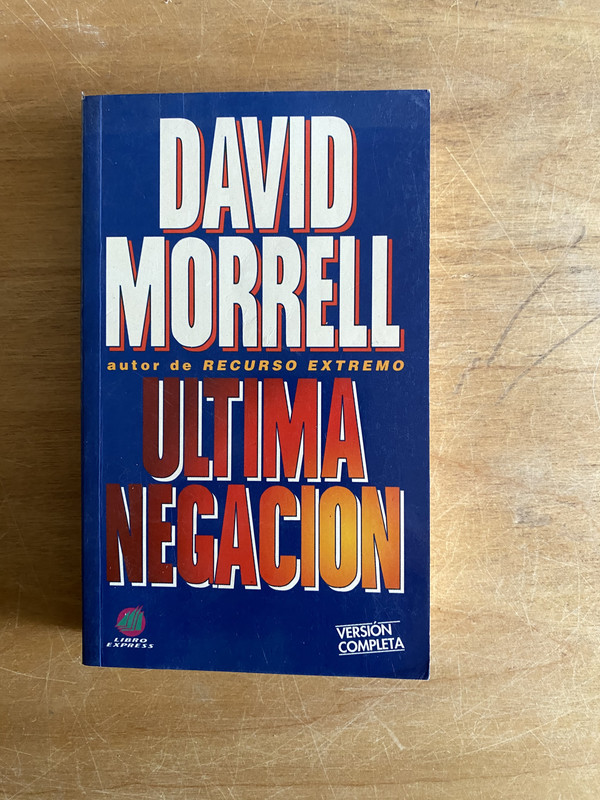 DAVID
MORRELL
autor de RECURSO EXTREMO
ULTIMA
NEGACION
LIBRO
EXPRESS
VERSIÓN
COMPLETA